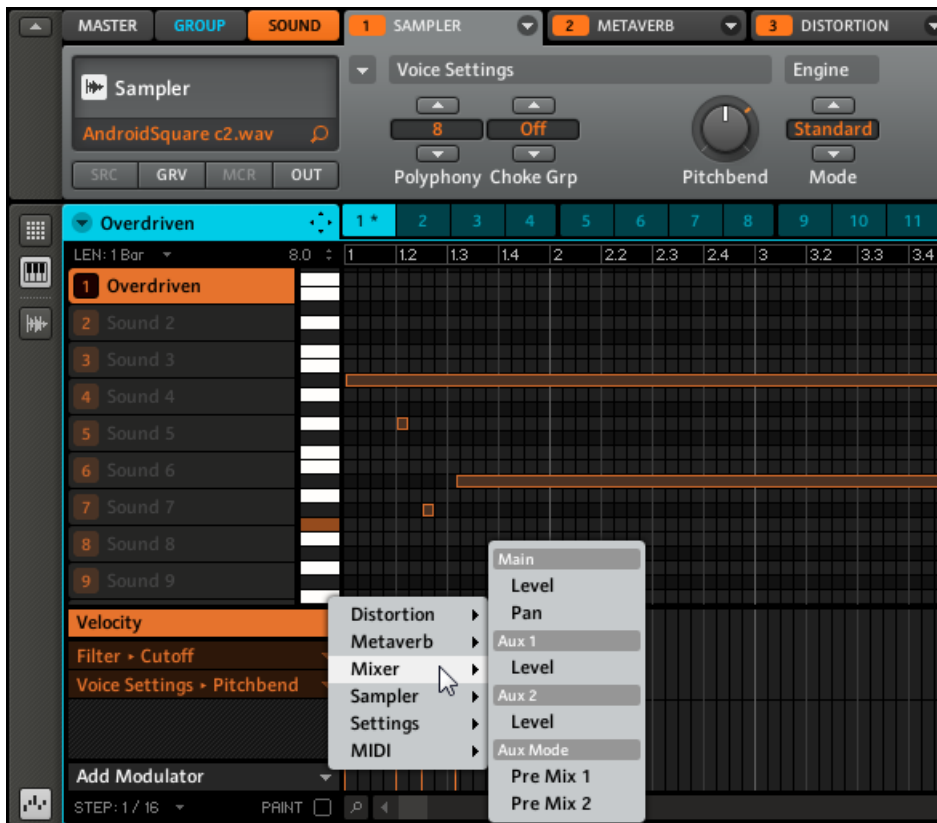 MASTER GROUP SOUND 1 SAMPLER 2 METAVERB 3 DISTORTION
Sampler
AndroidSquare c2.wav
SRC GRV MCR OUT
Voice Settings Engine
8 Off Standard
Polyphony Choke Grp Pitchbend Mode
Overdriven 1 * 2 3 4 5 6 7 8 9 10 11
LEN: 1 Bar 8.0 1 1.2 1.3 1.4 2 2.2 2.3 2.4 3 3.2 3.3 3.4
1 Overdriven
2 Sound 2
3 Sound 3
4 Sound 4
5 Sound 5
6 Sound 6
7 Sound 7
8 Sound 8
9 Sound 9
Velocity
Filter ▸ Cutoff
Voice Settings ▸ Pitchbend
Add Modulator
STEP: 1 / 16 PAINT
Distortion
Metaverb
Mixer
Sampler
Settings
MIDI
Main
Level
Pan
Aux 1
Level
Aux 2
Level
Aux Mode
Pre Mix 1
Pre Mix 2